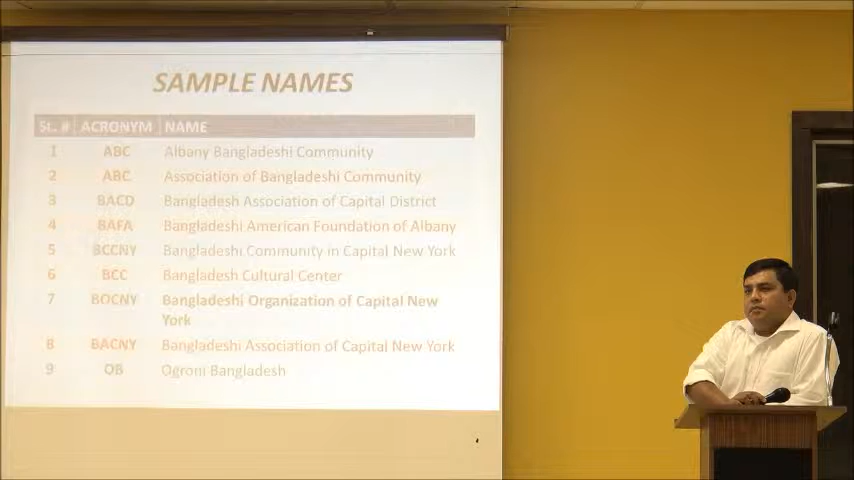 SAMPLE NAMES
SL. # ACRONYM NAME
1 ABC Albany Bangladeshi Community
2 ABC Association of Bangladeshi Community
3 BACD Bangladesh Association of Capital District
4 BAFA Bangladeshi American Foundation of Albany
5 BCCNY Bangladeshi Community in Capital New York
6 BCC Bangladesh Cultural Center
7 BOCNY Bangladeshi Organization of Capital New
York
8 BACNY Bangladeshi Association of Capital New York
9 OB Ogroni Bangladesh